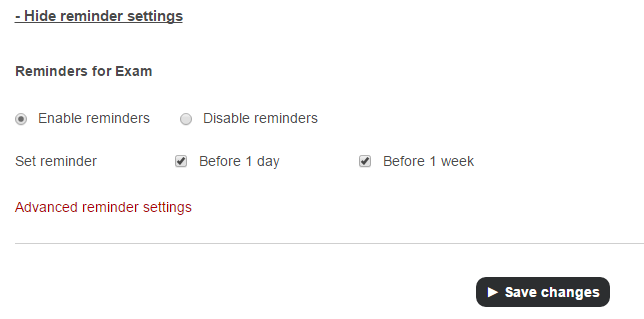 - Hide reminder settings
Reminders for Exam
Enable reminders Disable reminders
Set reminder Before 1 day Before 1 week
Advanced reminder settings
Save changes